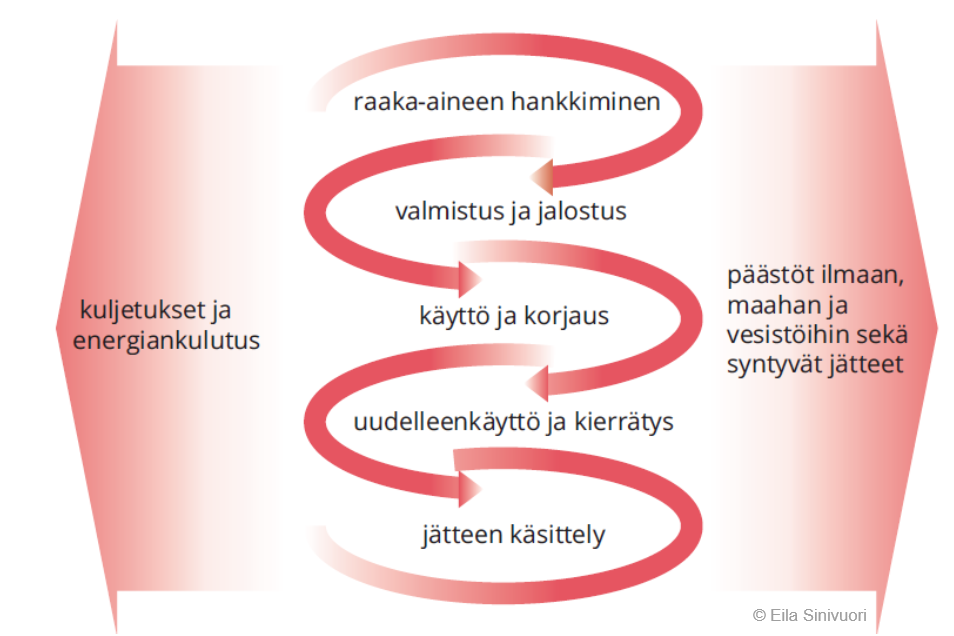 raaka-aineen hankkiminen
valmistus ja jalostus
käyttö ja korjaus
uudelleenkäyttö ja kierrätys
jätteen käsittely
kuljetukset ja
energiankulutus
päästöt ilmaan,
maahan ja
vesistöihin sekä
syntyvät jätteet
© Eila Sinivuori